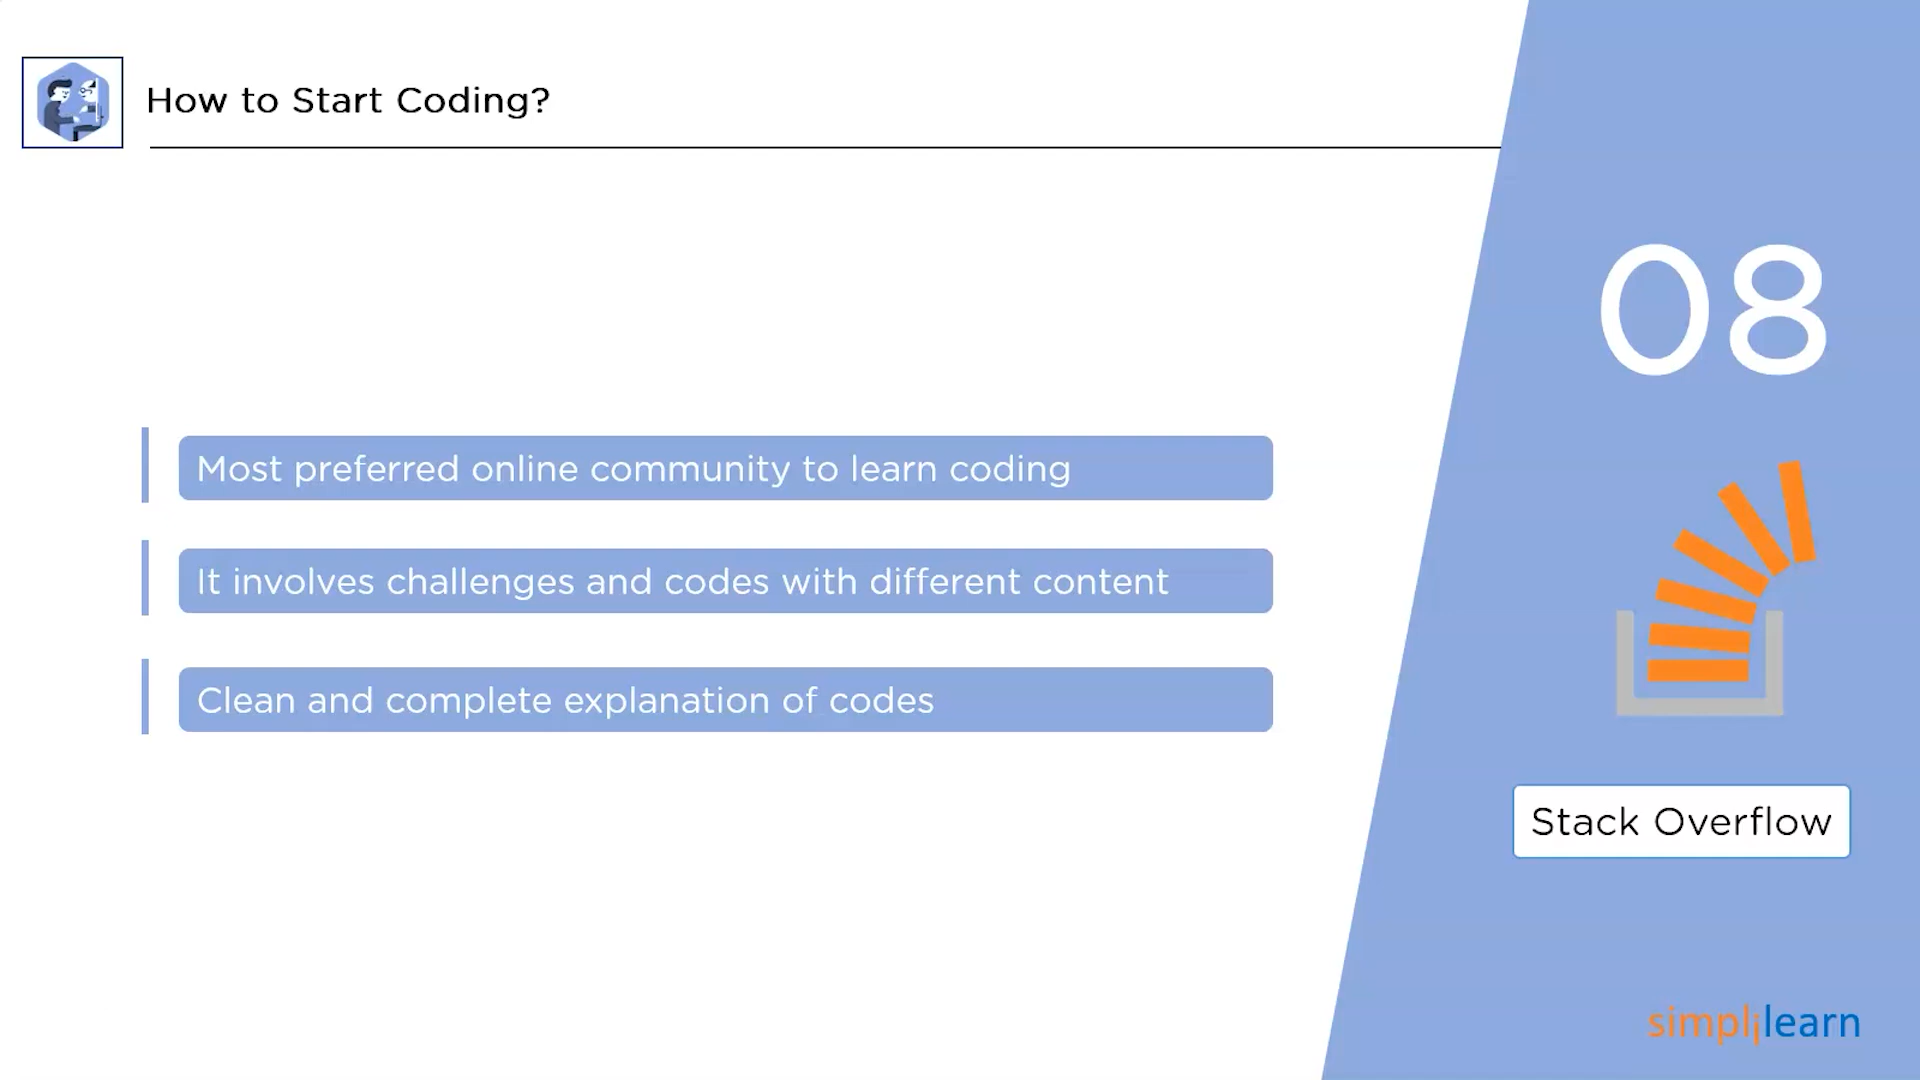 How to Start Coding?
08
Most preferred online community to learn coding
It involves challenges and codes with different content
Clean and complete explanation of codes
Stack Overflow
simplilearn